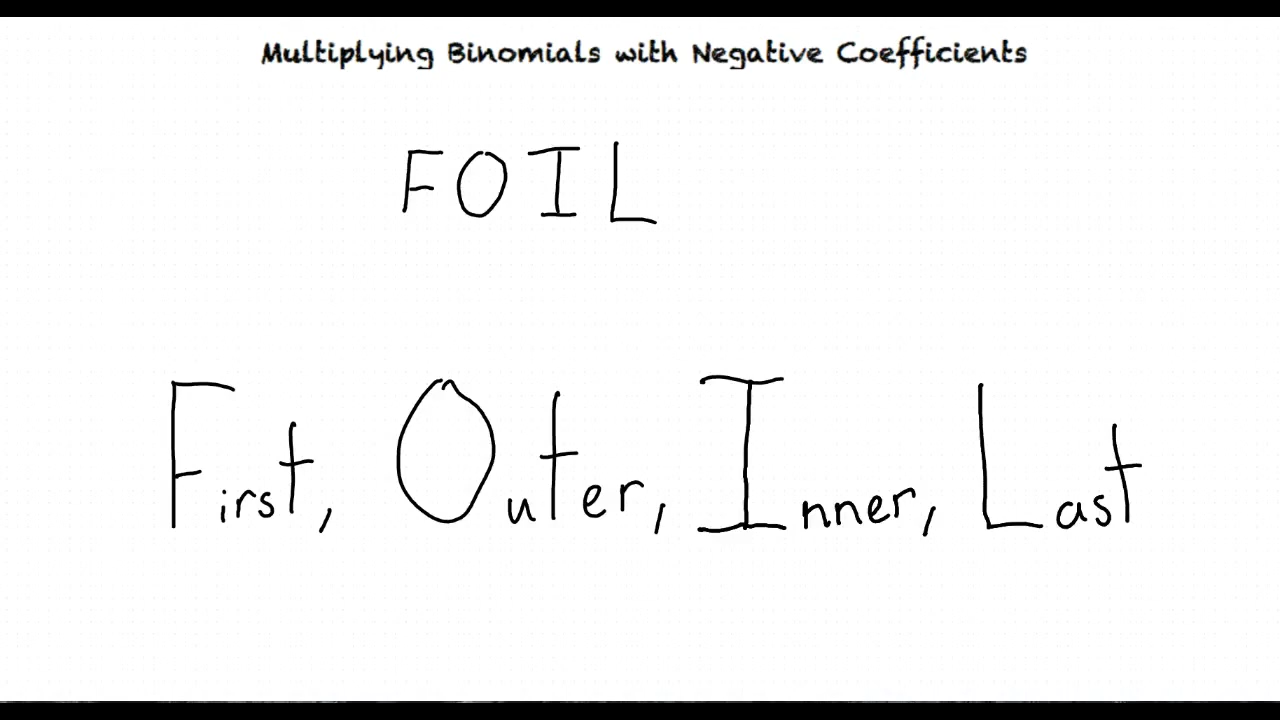 Multiplying Binomials with Negative Coefficients
FOIL
First, Outer, Inner, Last